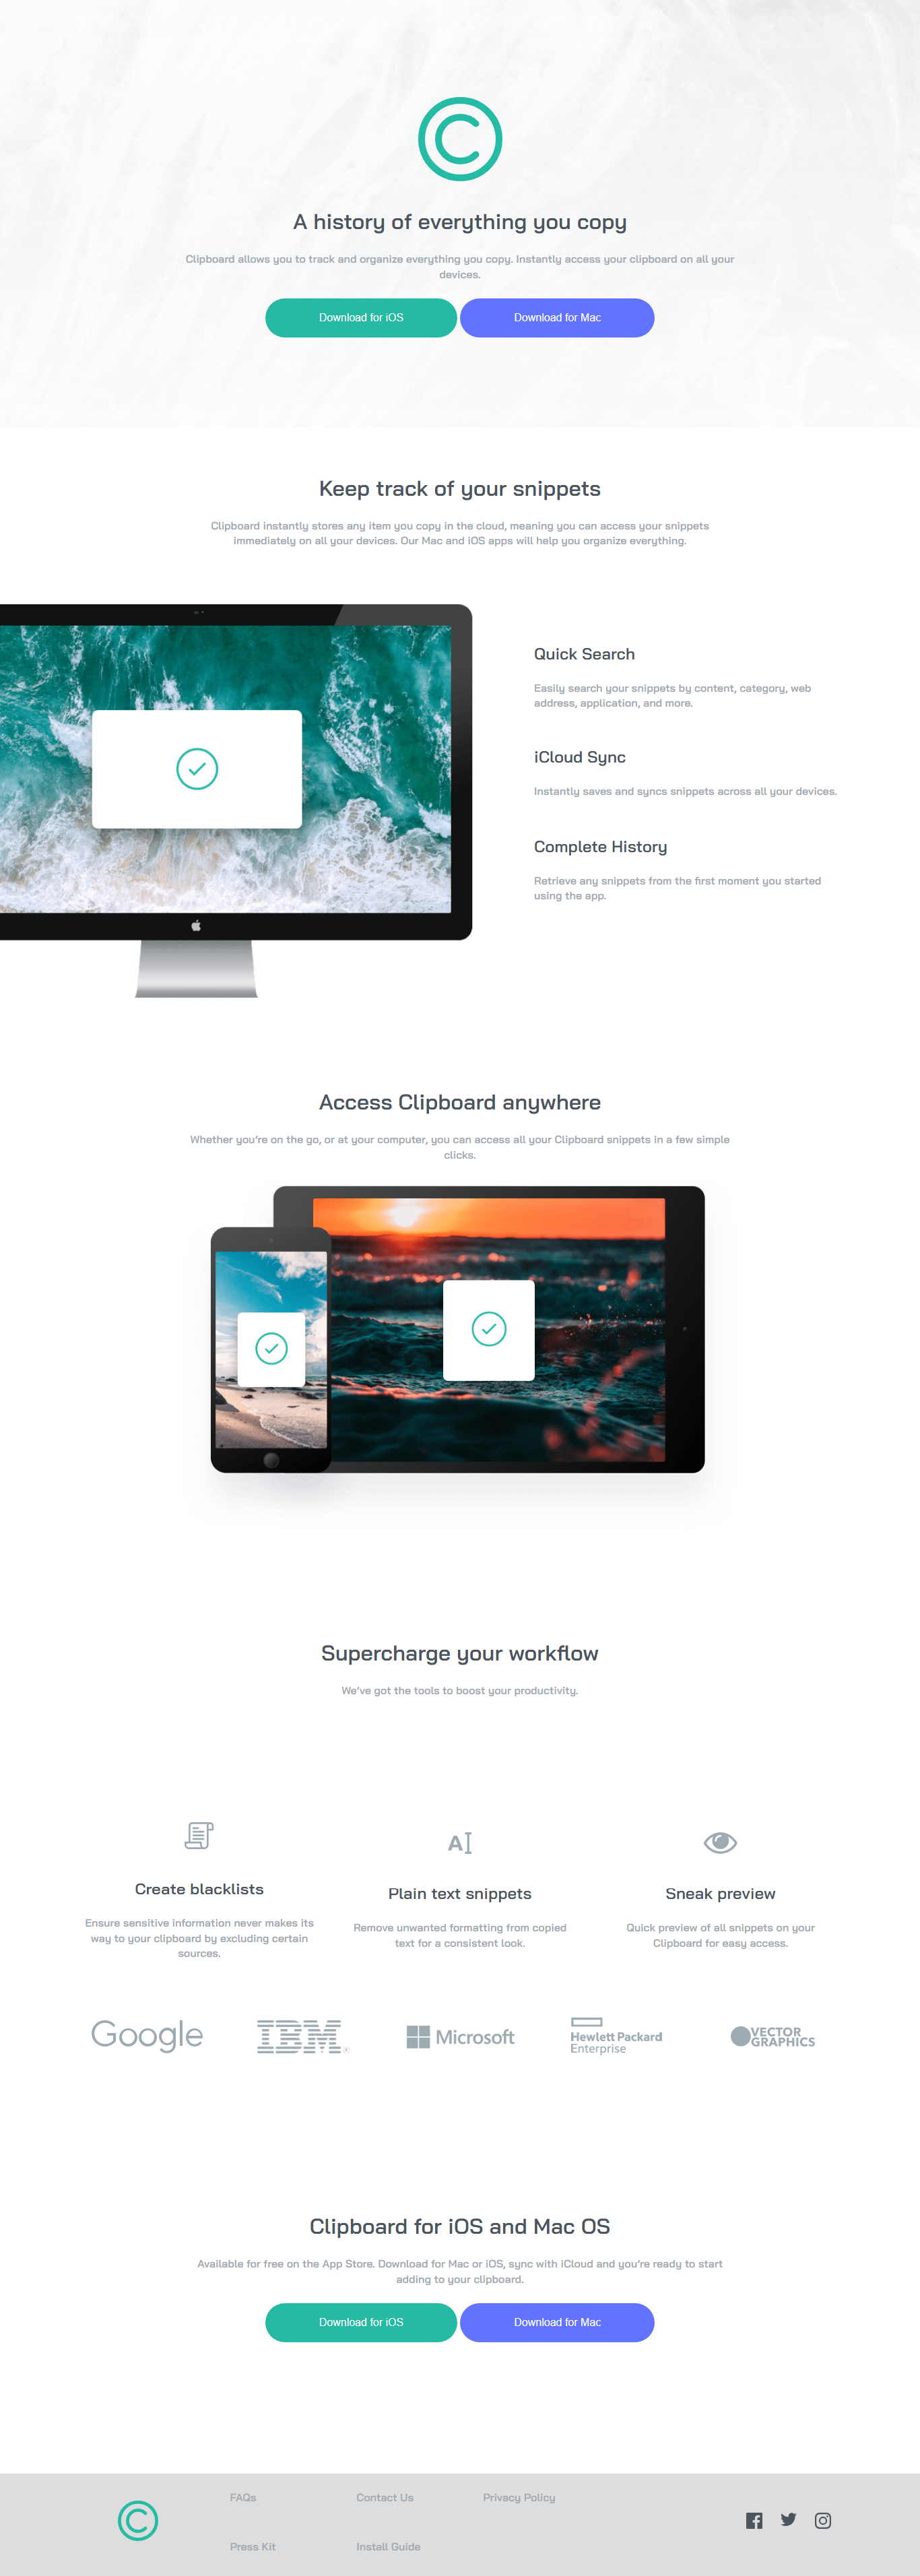 A history of everything you copy
Clipboard allows you to track and organize everything you copy. Instantly access your clipboard on all your
devices.
Download for iOS
Download for Mac
Keep track of your snippets
Clipboard instantly stores any item you copy in the cloud, meaning you can access your snippets
immediately on all your devices. Our Mac and iOS apps will help you organize everything.
Quick Search
Easily search your snippets by content, category, web
address, application, and more.
iCloud Sync
Instantly saves and syncs snippets across all your devices.
Complete History
Retrieve any snippets from the first moment you started
using the app.
Access Clipboard anywhere
Whether you’re on the go, or at your computer, you can access all your Clipboard snippets in a few simple
clicks.
Supercharge your workflow
We’ve got the tools to boost your productivity.
Create blacklists
Ensure sensitive information never makes its
way to your clipboard by excluding certain
sources.
Plain text snippets
Remove unwanted formatting from copied
text for a consistent look.
Sneak preview
Quick preview of all snippets on your
Clipboard for easy access.
Google
IBM
Microsoft
Hewlett Packard
Enterprise
VECTOR
GRAPHICS
Clipboard for iOS and Mac OS
Available for free on the App Store. Download for Mac or iOS, sync with iCloud and you’re ready to start
adding to your clipboard.
Download for iOS
Download for Mac
FAQs
Contact Us
Privacy Policy
Press Kit
Install Guide